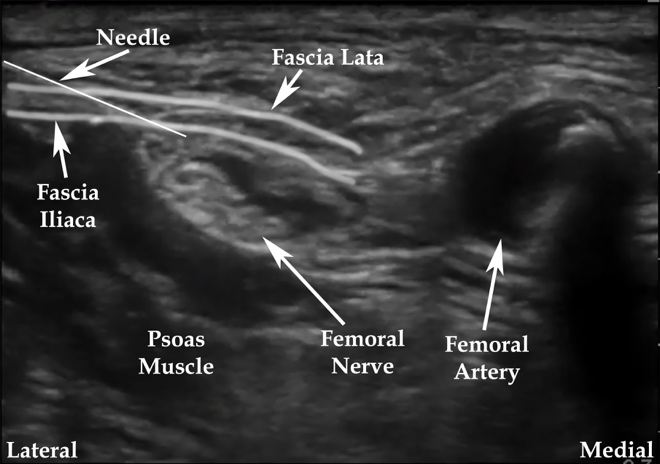 Needle
Fascia Lata
Fascia
Iliaca
Psoas
Muscle
Femoral
Nerve
Femoral
Artery
Lateral
Medial